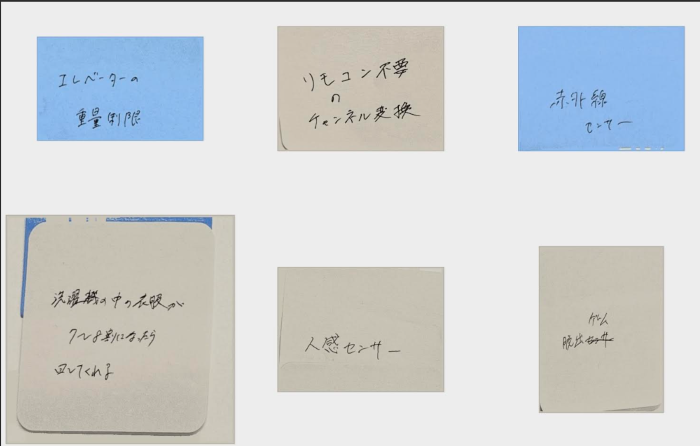 エレベーターの
重量制限
リモコン不要
の
チャンネル変換
赤外線
センサー
洗濯機の中の衣服が
7~8割になったら
回してくれる
人感センサー
ゲーム
脱出